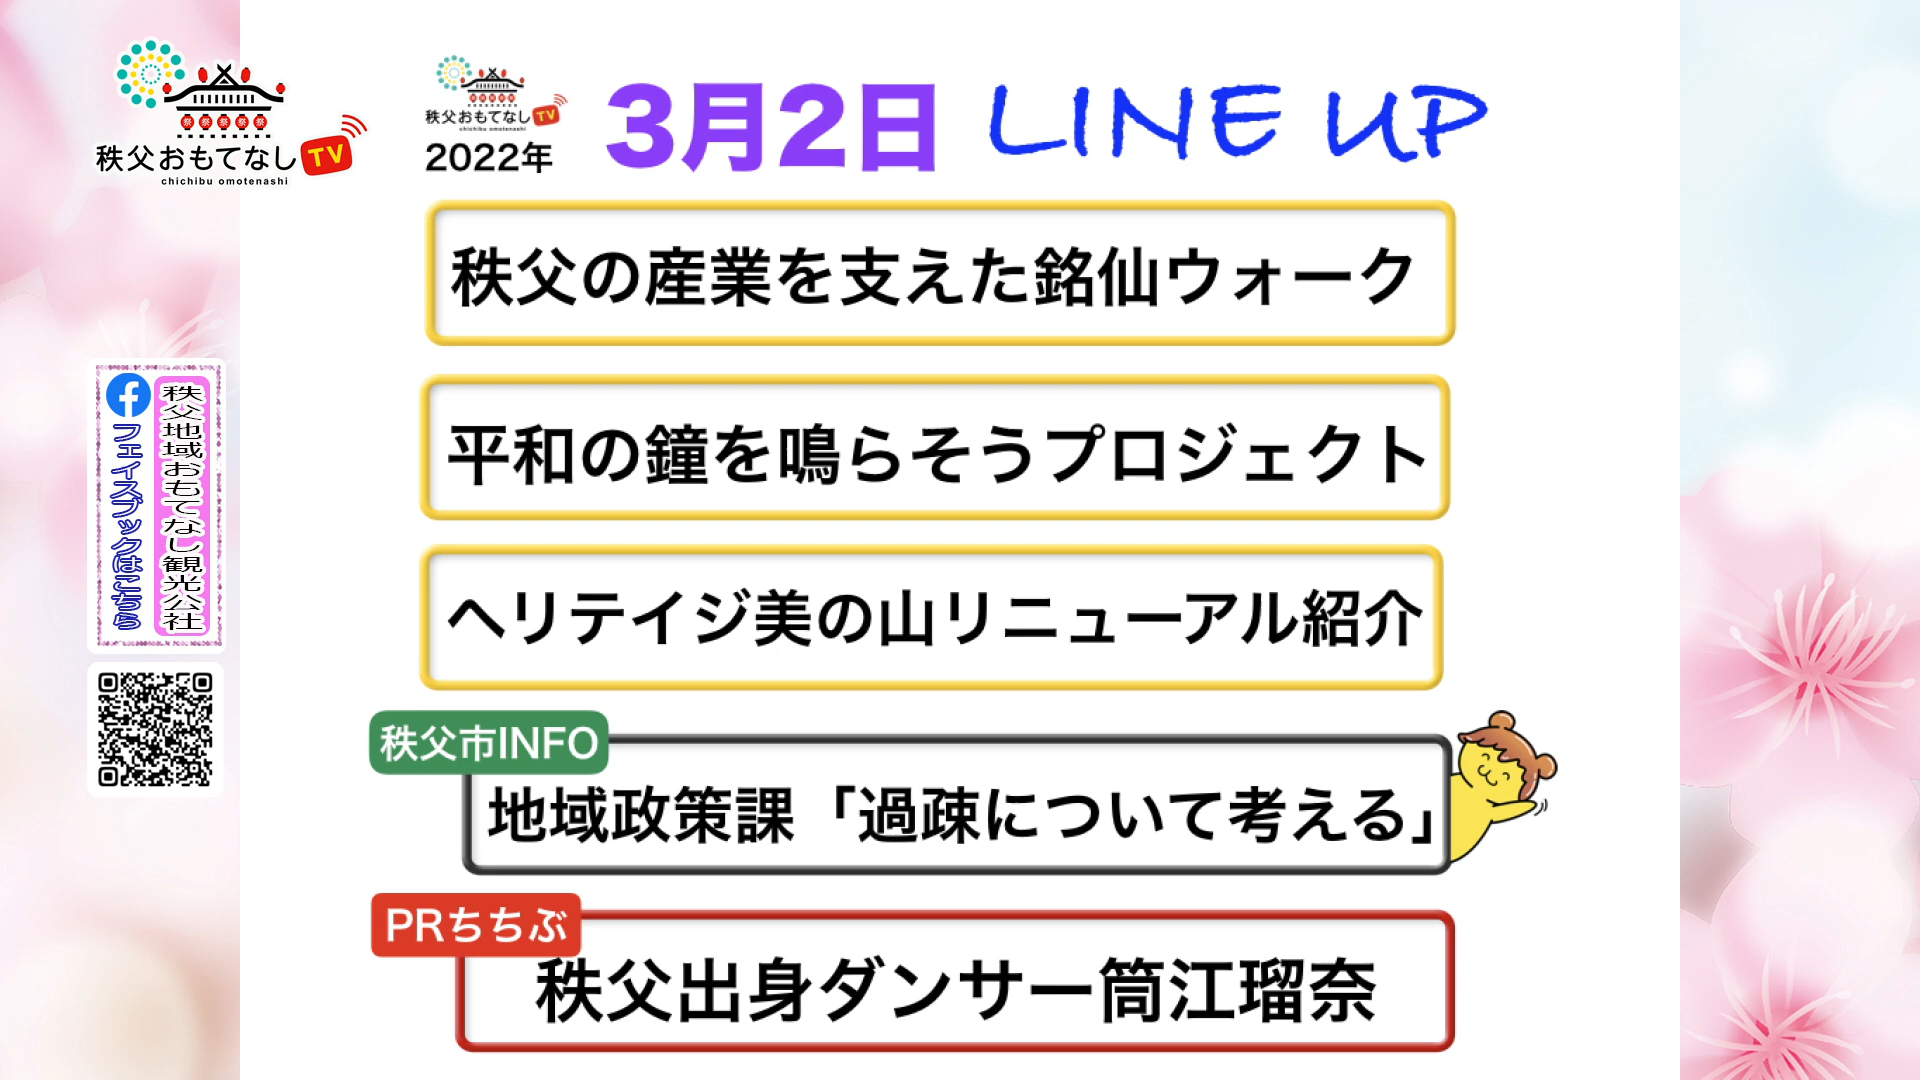 秩父おもてなしTV
chichibu omotenashi
秩父おもてなしTV
chichibu omotenashi
2022年
3月2日
LINE UP
秩父の産業を支えた銘仙ウォーク
平和の鐘を鳴らそうプロジェクト
ヘリテイジ美の山リニューアル紹介
秩父市INFO
地域政策課「過疎について考える」
PRちちぶ
秩父出身ダンサー筒江瑠奈
秩父地域おもてなし観光公社
フェイスブックはこちら